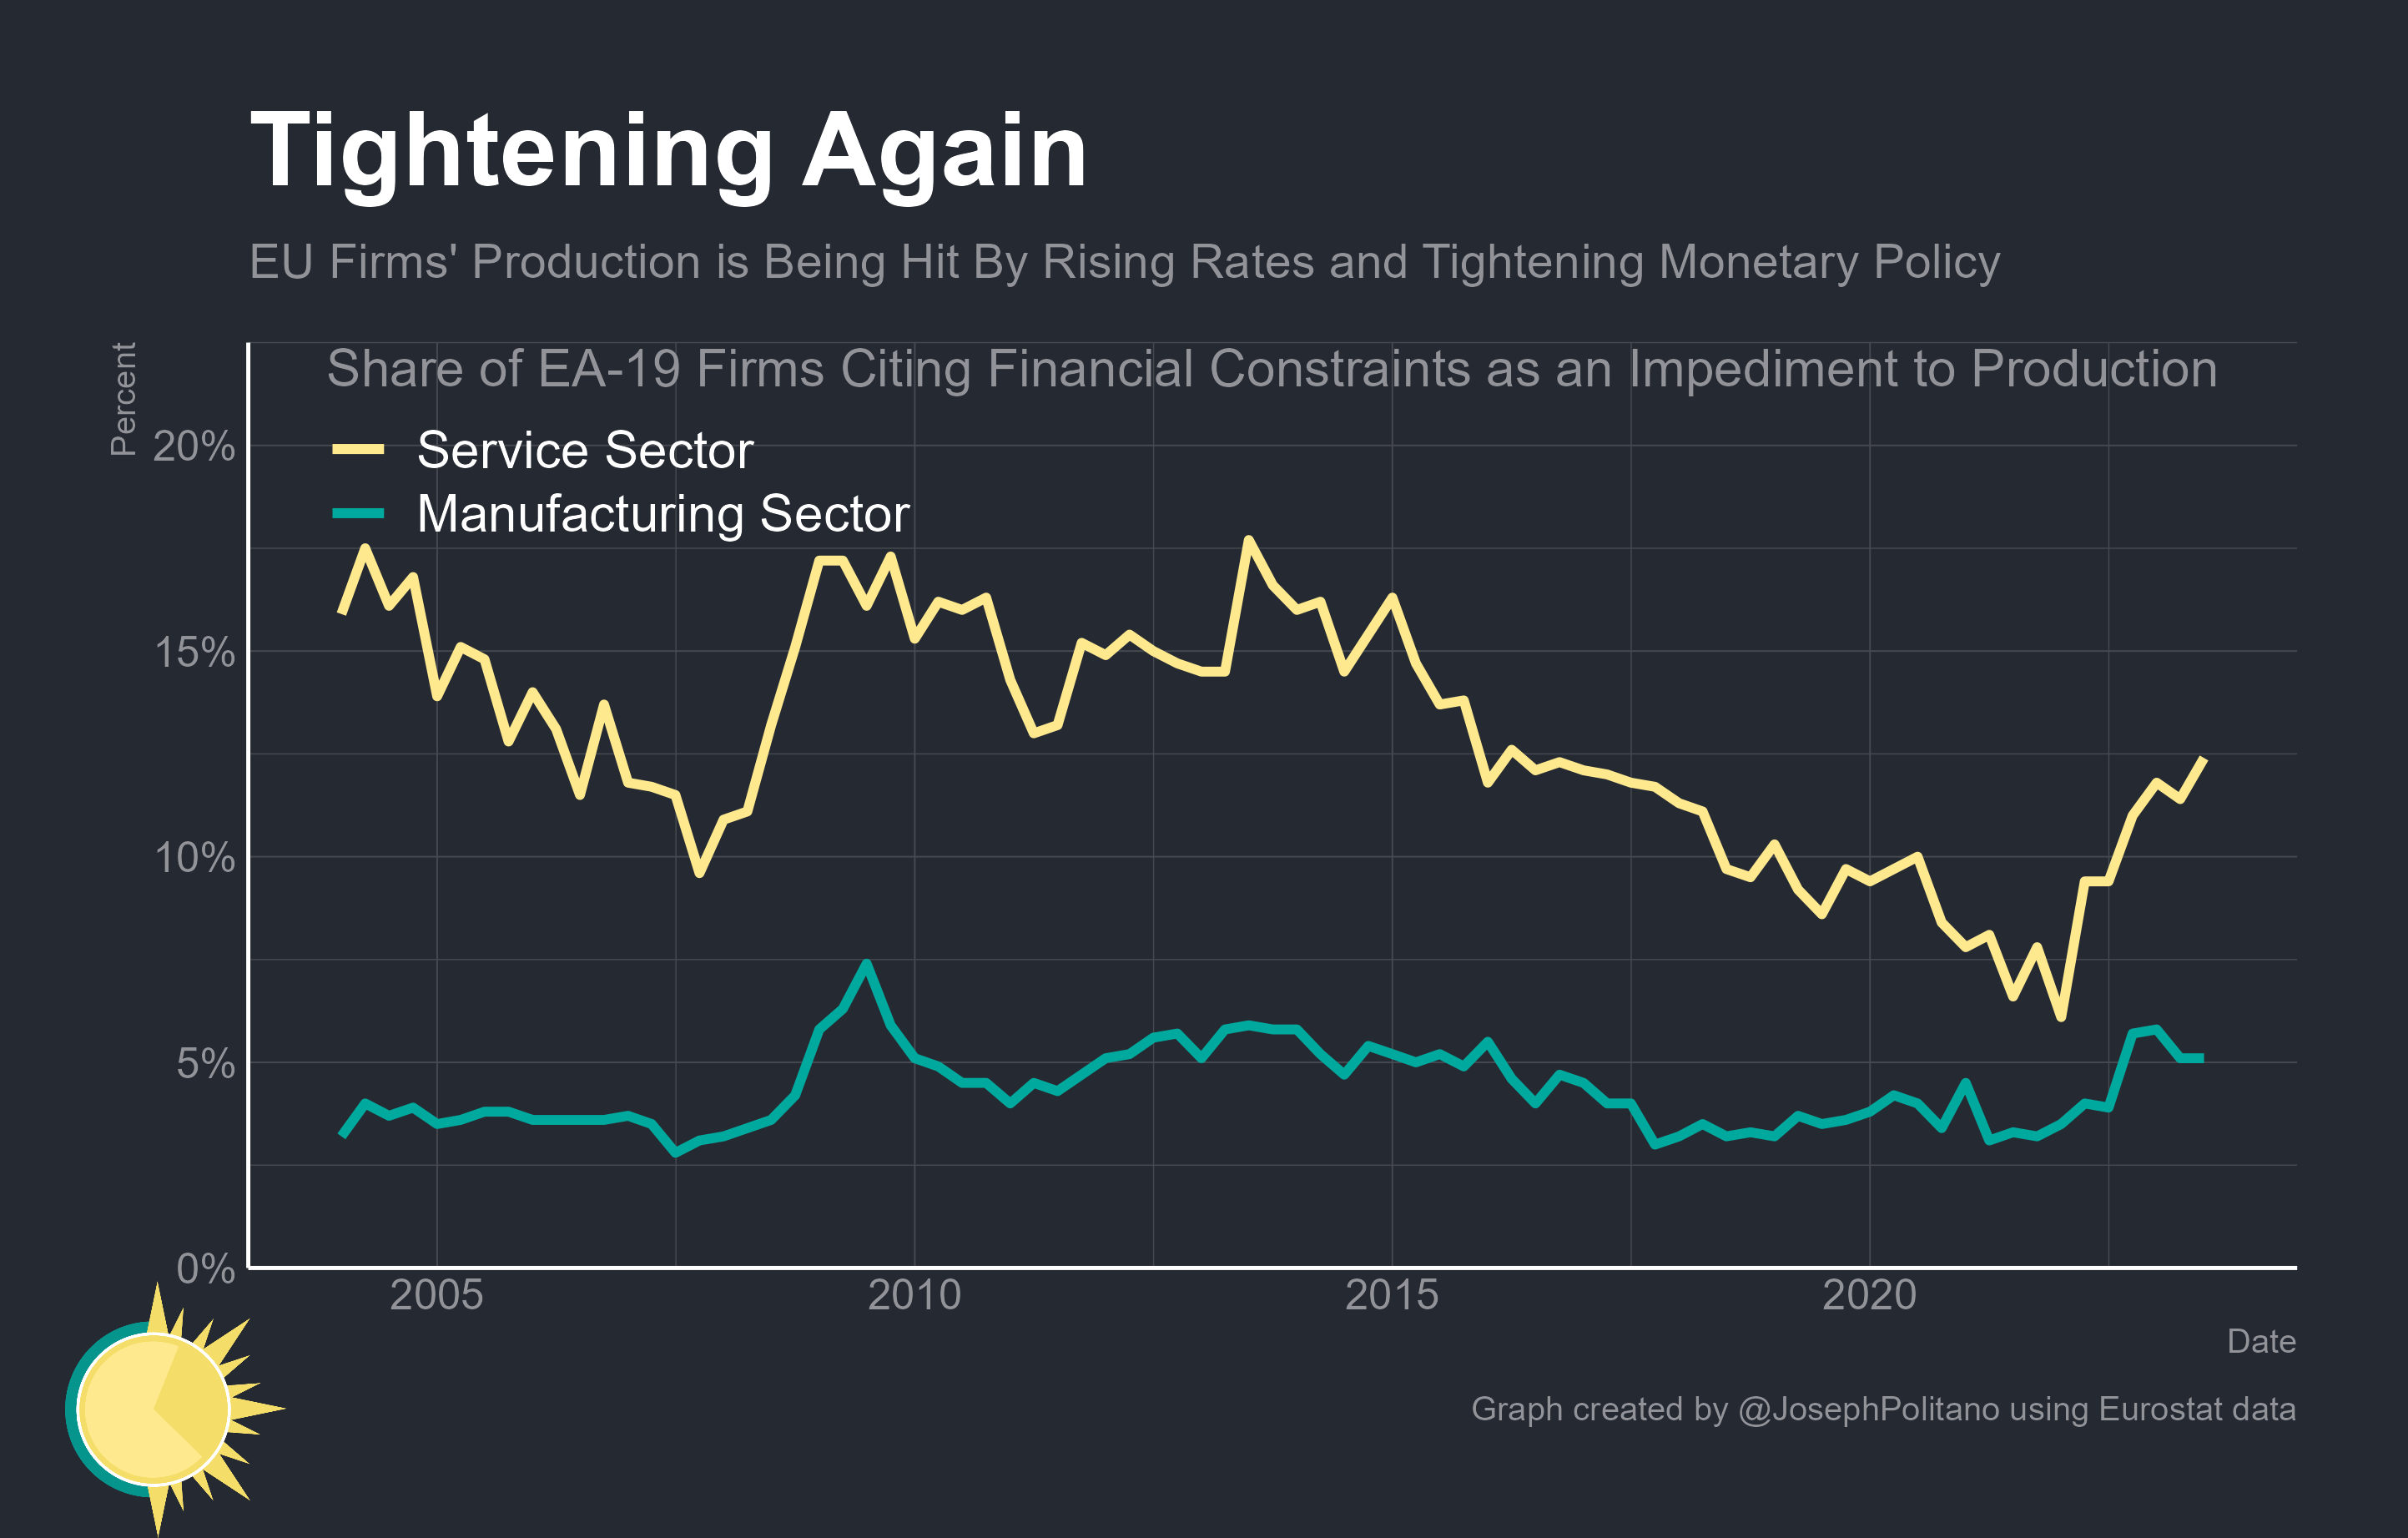 Tightening Again
EU Firms' Production is Being Hit By Rising Rates and Tightening Monetary Policy
Percent
Share of EA-19 Firms Citing Financial Constraints as an Impediment to Production
Service Sector
Manufacturing Sector
20%
15%
10%
5%
0%
2005 2010 2015 2020
Date
Graph created by @JosephPolitano using Eurostat data